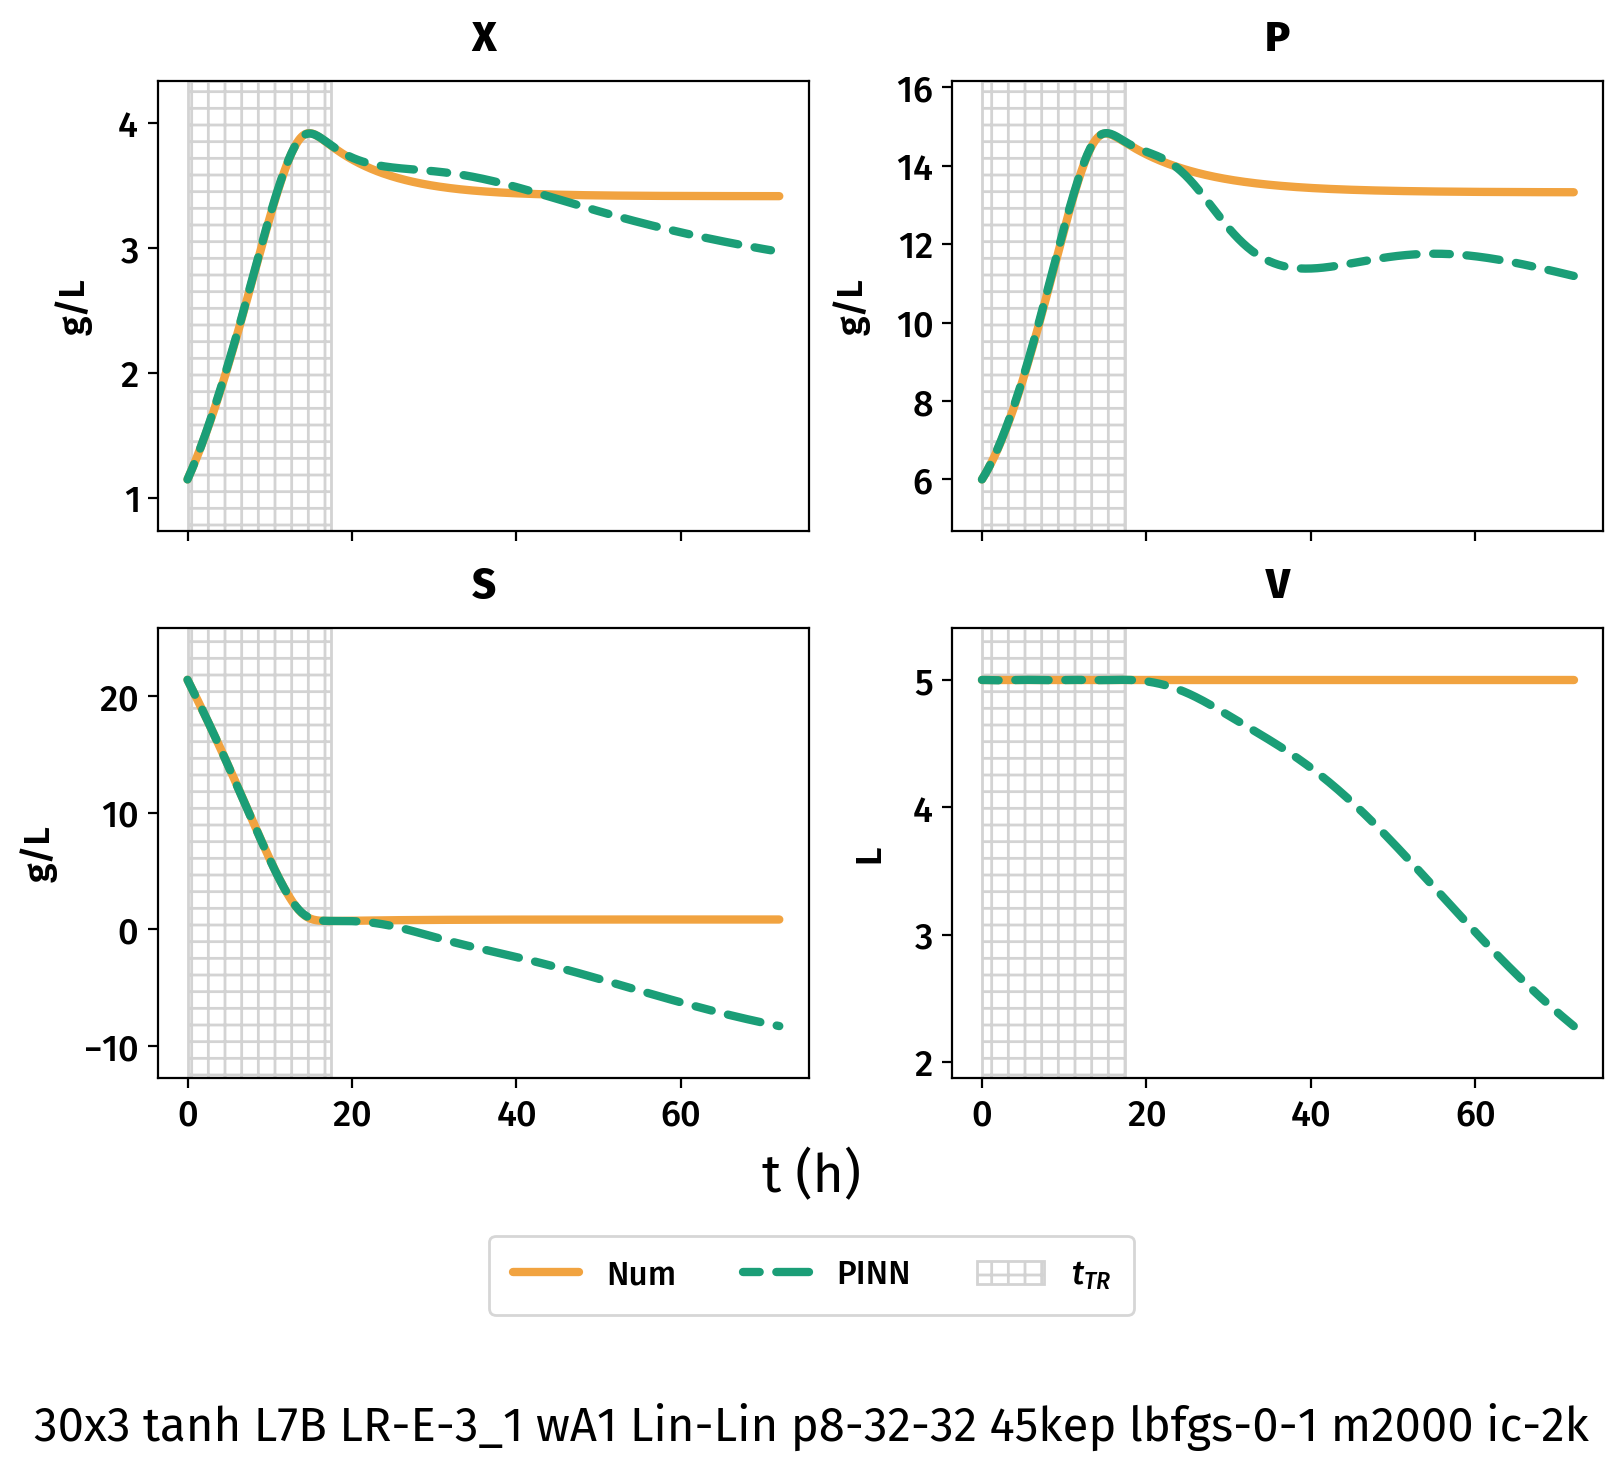 X
P
4
3
2
1
g/L
16
14
12
10
8
6
g/L
S
V
20
10
0
−10
g/L
5
4
3
2
L
0 20 40 60
0 20 40 60
t (h)
Num PINN t_TR
30x3 tanh L7B LR-E-3_1 wA1 Lin-Lin p8-32-32 45kep lbfgs-0-1 m2000 ic-2k